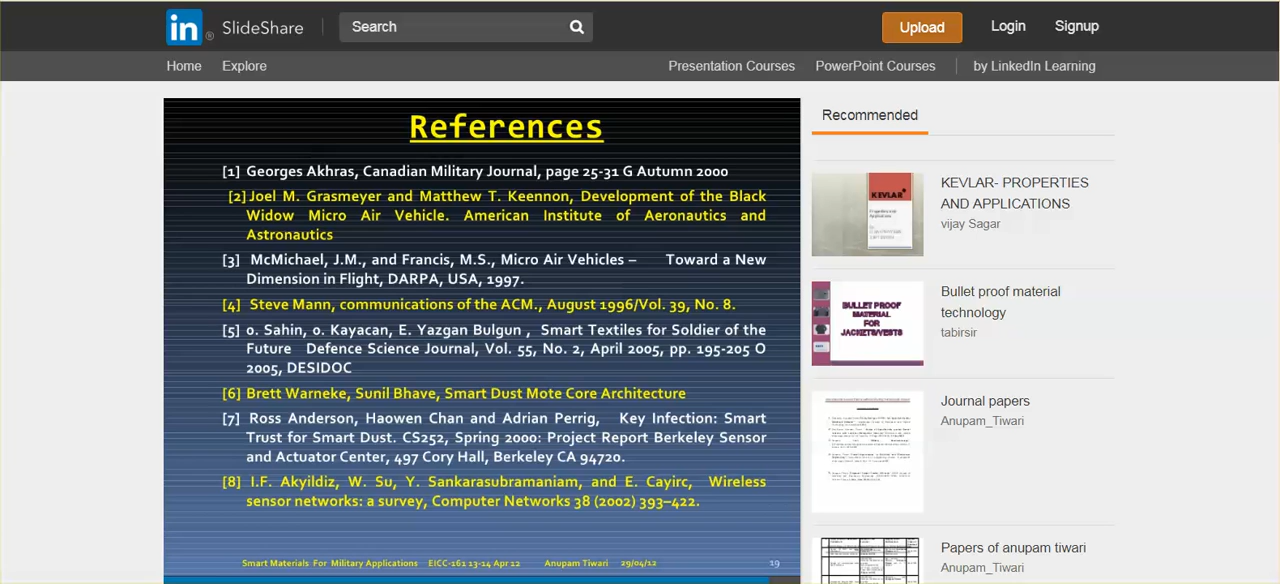 in SlideShare
Search
Upload
Login
Signup
Home
Explore
Presentation Courses
PowerPoint Courses
by LinkedIn Learning
References
[1] Georges Akhras, Canadian Military Journal, page 25-31 G Autumn 2000
[2]Joel M. Grasmeyer and Matthew T. Keennon, Development of the Black
Widow Micro Air Vehicle. American Institute of Aeronautics and
Astronautics
[3] McMichael, J.M., and Francis, M.S., Micro Air Vehicles – Toward a New
Dimension in Flight, DARPA, USA, 1997.
[4] Steve Mann, communications of the ACM., August 1996/Vol. 39, No. 8.
[5] 0. Sahin, 0. Kayacan, E. Yazgan Bulgun , Smart Textiles for Soldier of the
Future Defence Science Journal, Vol. 55, No. 2, April 2005, pp. 195-205 O
2005, DESIDOC
[6] Brett Warneke, Sunil Bhave, Smart Dust Mote Core Architecture
[7] Ross Anderson, Haowen Chan and Adrian Perrig, Key Infection: Smart
Trust for Smart Dust. CS252, Spring 2000: Project Report Berkeley Sensor
and Actuator Center, 497 Cory Hall, Berkeley CA 94720.
[8] I.F. Akyildiz, W. Su, Y. Sankarasubramaniam, and E. Cayirc, Wireless
sensor networks: a survey, Computer Networks 38 (2002) 393–422.
Smart Materials For Military Applications EICC-161 13-14 Apr 12 Anupam Tiwari 29/04/12 19
Recommended
KEVLAR
KEVLAR- PROPERTIES
AND APPLICATIONS
vijay Sagar
BULLET PROOF
MATERIAL
FOR
JACKETS/VESTS
Bullet proof material
technology
tabirsir
Journal papers
Anupam_Tiwari
Papers of anupam tiwari
Anupam_Tiwari